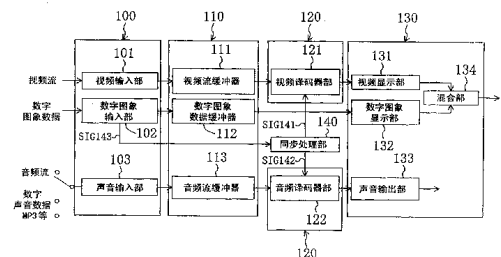 100
110
120
130
101
111
121
131
134
视频流
视频输入部
视频流缓冲器
视频译码器部
视频显示部
混合部
数字
图象数据
数字图象
输入部
102
数字图象
数据缓冲器
112
数字图象
显示部
132
SIG141
140
SIG143
同步处理部
SIG142
103
113
133
音频流
声音输入部
音频流缓冲器
音频译码器部
122
声音输出部
数字
声音数据
MP3等
120